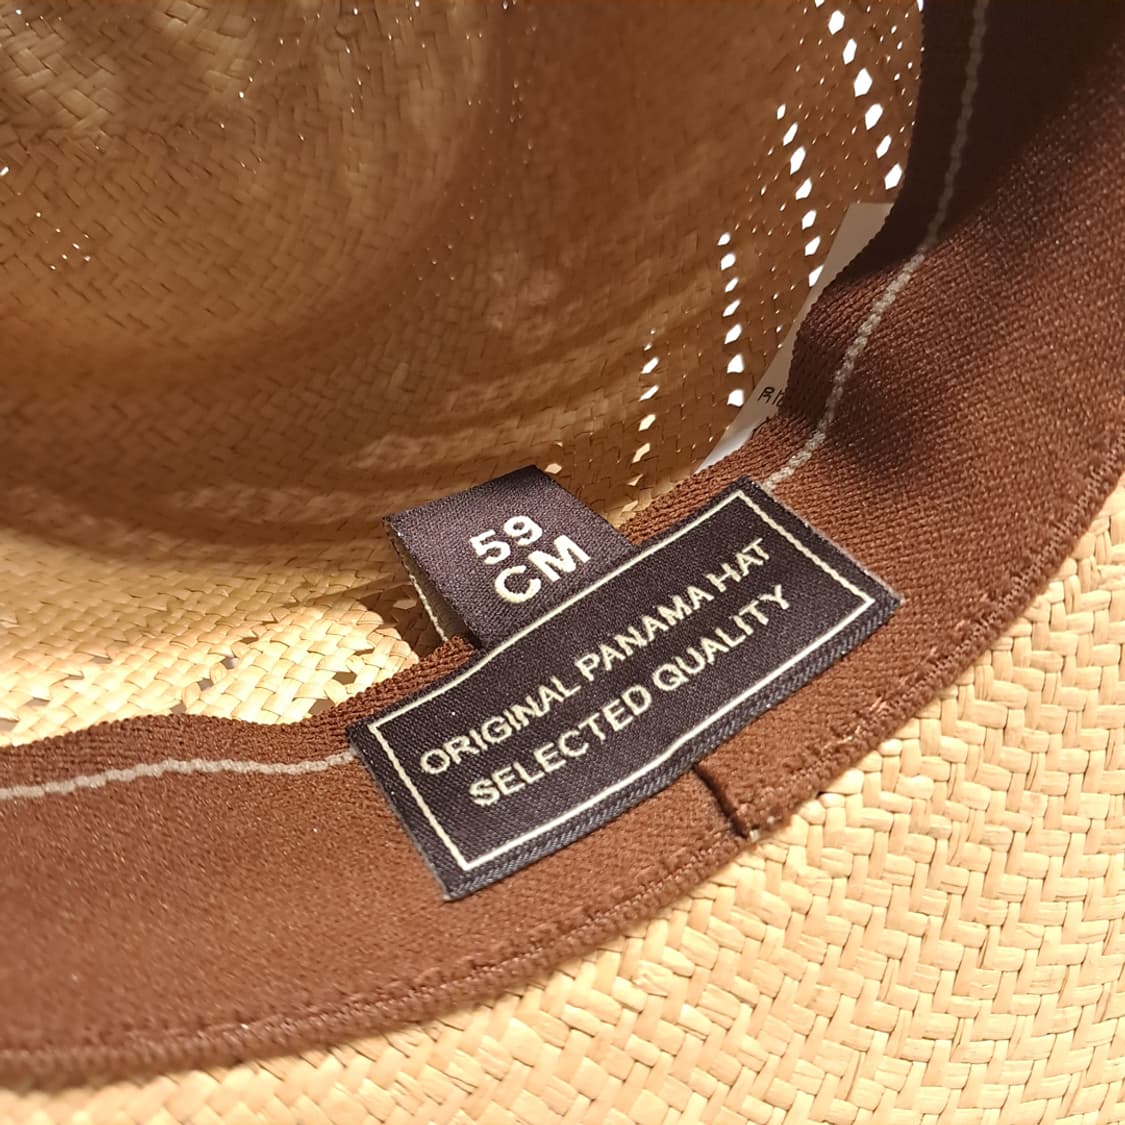 59
CM
ORIGINAL PANAMA HAT
SELECTED QUALITY